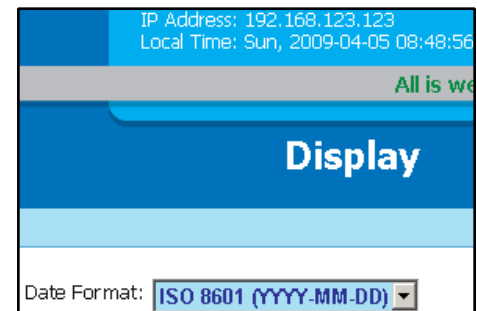 IP Address: 192.168.123.123
Local Time: Sun, 2009-04-05 08:48:56
All is we
Display
Date Format: ISO 8601 (YYYY-MM-DD)